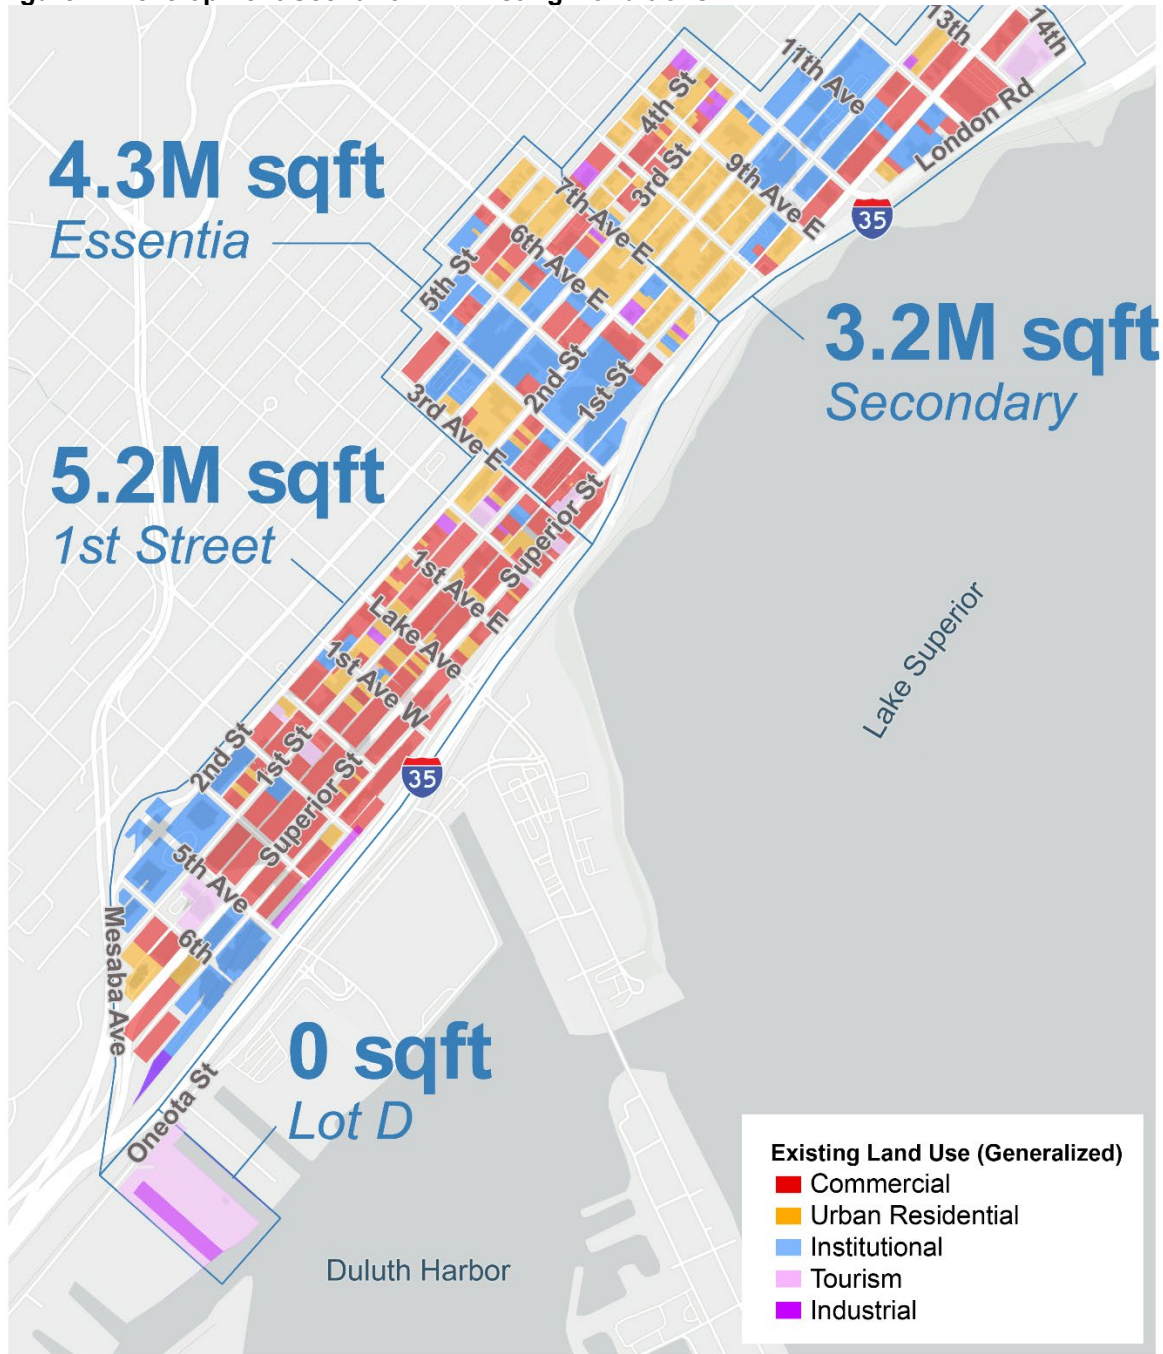 13th
14th
11th Ave
4th St
London Rd
4.3M sqft
Essentia
3rd St
9th Ave E
7th Ave E
35
6th Ave E
5th St
3.2M sqft
Secondary
2nd St
1st St
3rd Ave E
5.2M sqft
1st Street
Superior St
1st Ave E
Lake Ave
Lake Superior
1st Ave W
2nd St
1st St
35
Superior St
5th Ave
6th
Mesaba Ave
0 sqft
Lot D
Oneota St
Duluth Harbor
Existing Land Use (Generalized)
Commercial
Urban Residential
Institutional
Tourism
Industrial